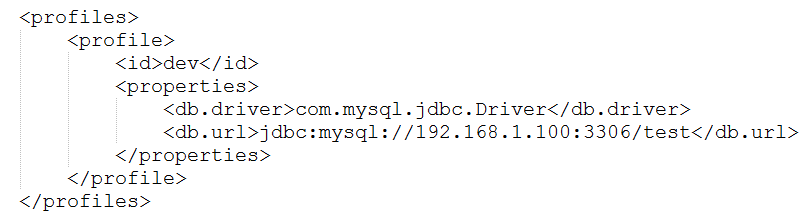 <profiles>
    <profile>
        <id>dev</id>
        <properties>
            <db.driver>com.mysql.jdbc.Driver</db.driver>
            <db.url>jdbc:mysql://192.168.1.100:3306/test</db.url>
        </properties>
    </profile>
</profiles>